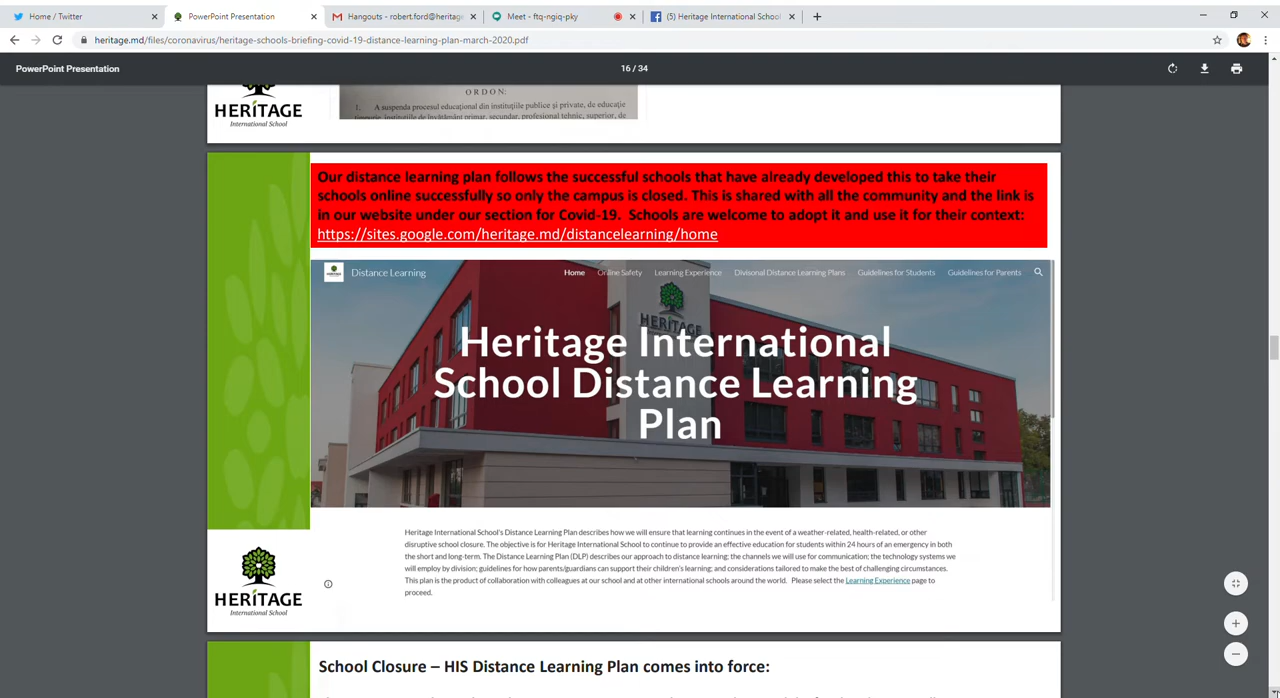 Home / Twitter
PowerPoint Presentation
Hangouts - robert.ford@heritage
Meet - ftq-ngiq-pky
(5) Heritage International School
heritage.md/files/coronavirus/heritage-schools-briefing-covid-19-distance-learning-plan-march-2020.pdf
PowerPoint Presentation
16 / 34
HERITAGE
International School
ORDON:
1. A suspenda procesul educațional din instituțiile publice și private, de educație
timpurie, instituțiile de învățământ primar, secundar, profesional tehnic, superior, de
Our distance learning plan follows the successful schools that have already developed this to take their
schools online successfully so only the campus is closed. This is shared with all the community and the link is
in our website under our section for Covid-19. Schools are welcome to adopt it and use it for their context:
https://sites.google.com/heritage.md/distancelearning/home
Distance Learning
Home
Online Safety
Learning Experience
Divisonal Distance Learning Plans
Guidelines for Students
Guidelines for Parents
HERITAGE
Heritage International
School Distance Learning
Plan
Heritage International School's Distance Learning Plan describes how we will ensure that learning continues in the event of a weather-related, health-related, or other
disruptive school closure. The objective is for Heritage International School to continue to provide an effective education for students within 24 hours of an emergency in both
the short and long-term. The Distance Learning Plan (DLP) describes our approach to distance learning; the channels we will use for communication; the technology systems we
will employ by division; guidelines for how parents/guardians can support their children's learning; and considerations tailored to make the best of challenging circumstances.
This plan is the product of collaboration with colleagues at our school and at other international schools around the world. Please select the Learning Experience page to
proceed.
HERITAGE
International School
School Closure – HIS Distance Learning Plan comes into force: